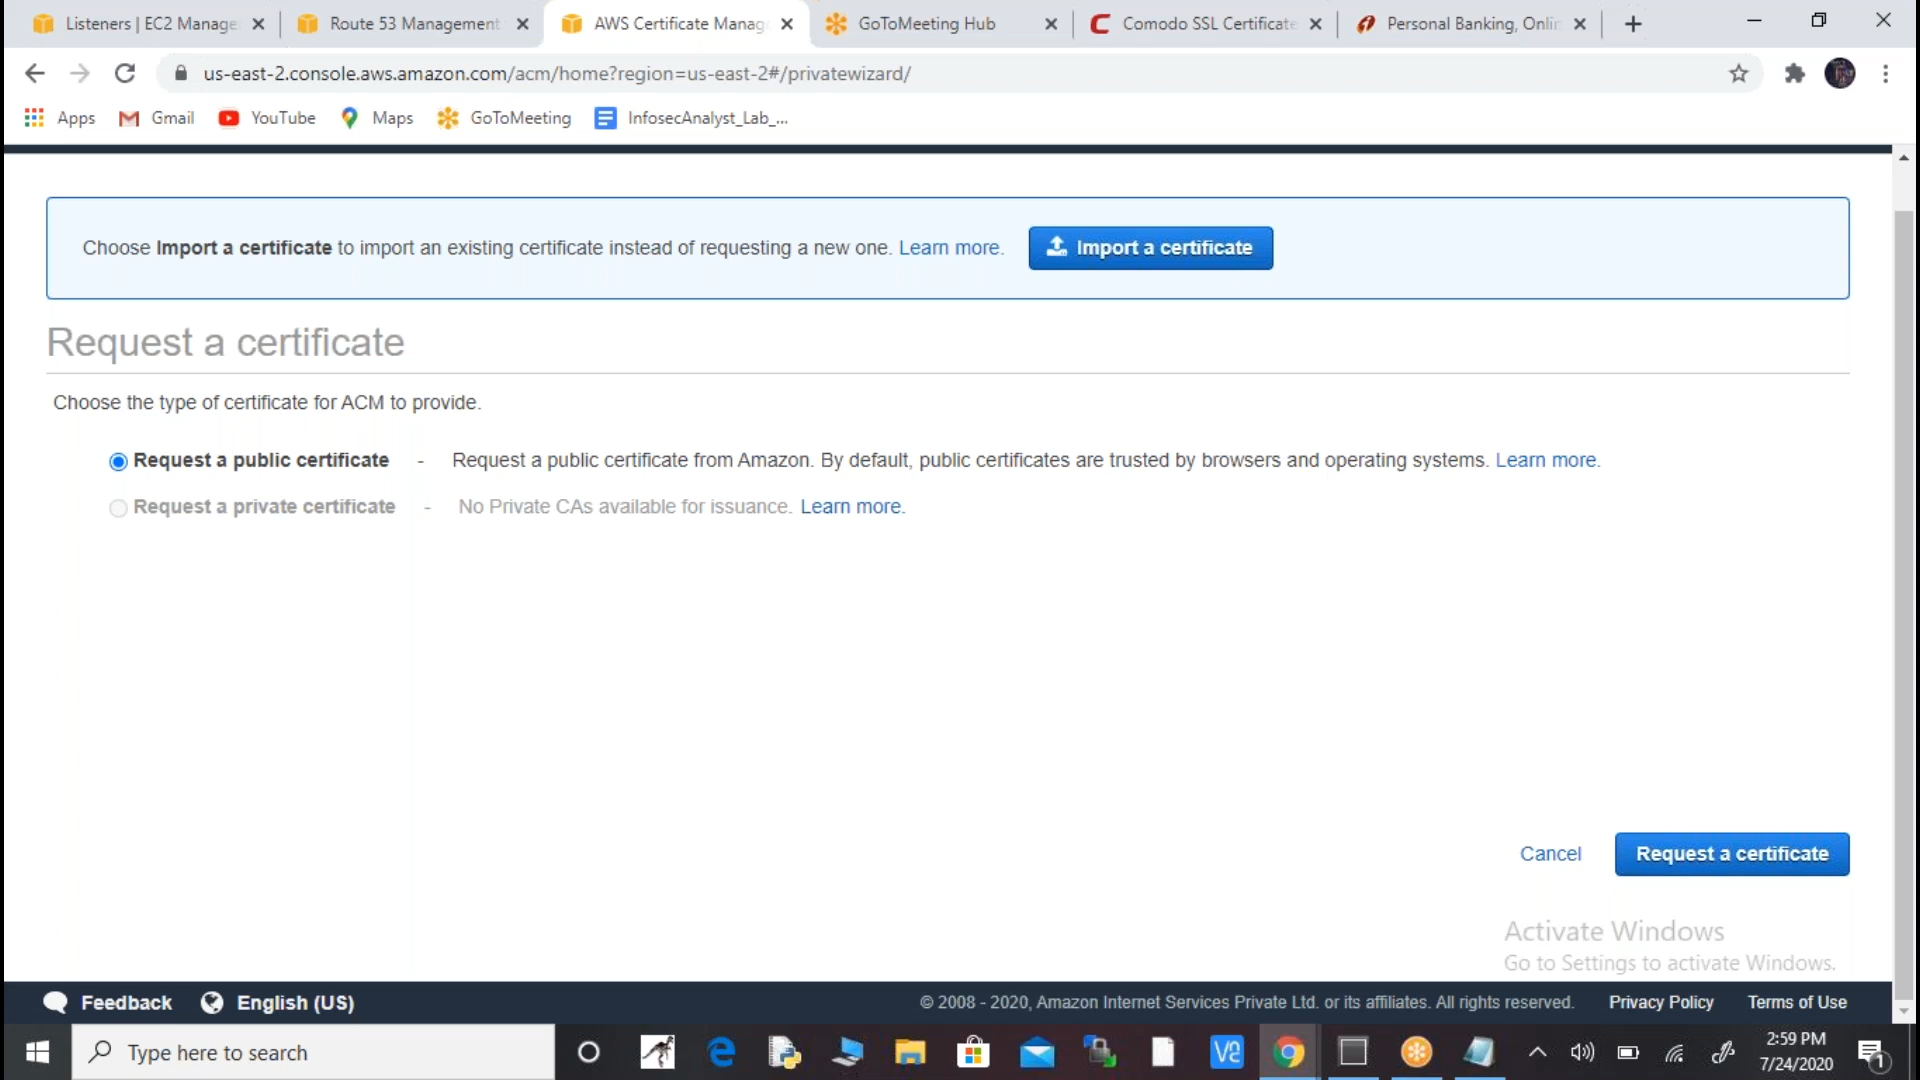 Listeners | EC2 Manage
Route 53 Management
AWS Certificate Manag
GoToMeeting Hub
Comodo SSL Certificate
Personal Banking, Onlin
us-east-2.console.aws.amazon.com/acm/home?region=us-east-2#/privatewizard/
Apps
Gmail
YouTube
Maps
GoToMeeting
InfosecAnalyst_Lab_...
Choose Import a certificate to import an existing certificate instead of requesting a new one. Learn more.
Import a certificate
Request a certificate
Choose the type of certificate for ACM to provide.
Request a public certificate - Request a public certificate from Amazon. By default, public certificates are trusted by browsers and operating systems. Learn more.
Request a private certificate - No Private CAs available for issuance. Learn more.
Cancel
Request a certificate
Activate Windows
Go to Settings to activate Windows.
Feedback
English (US)
© 2008 - 2020, Amazon Internet Services Private Ltd. or its affiliates. All rights reserved.
Privacy Policy
Terms of Use
Type here to search
2:59 PM
7/24/2020
1